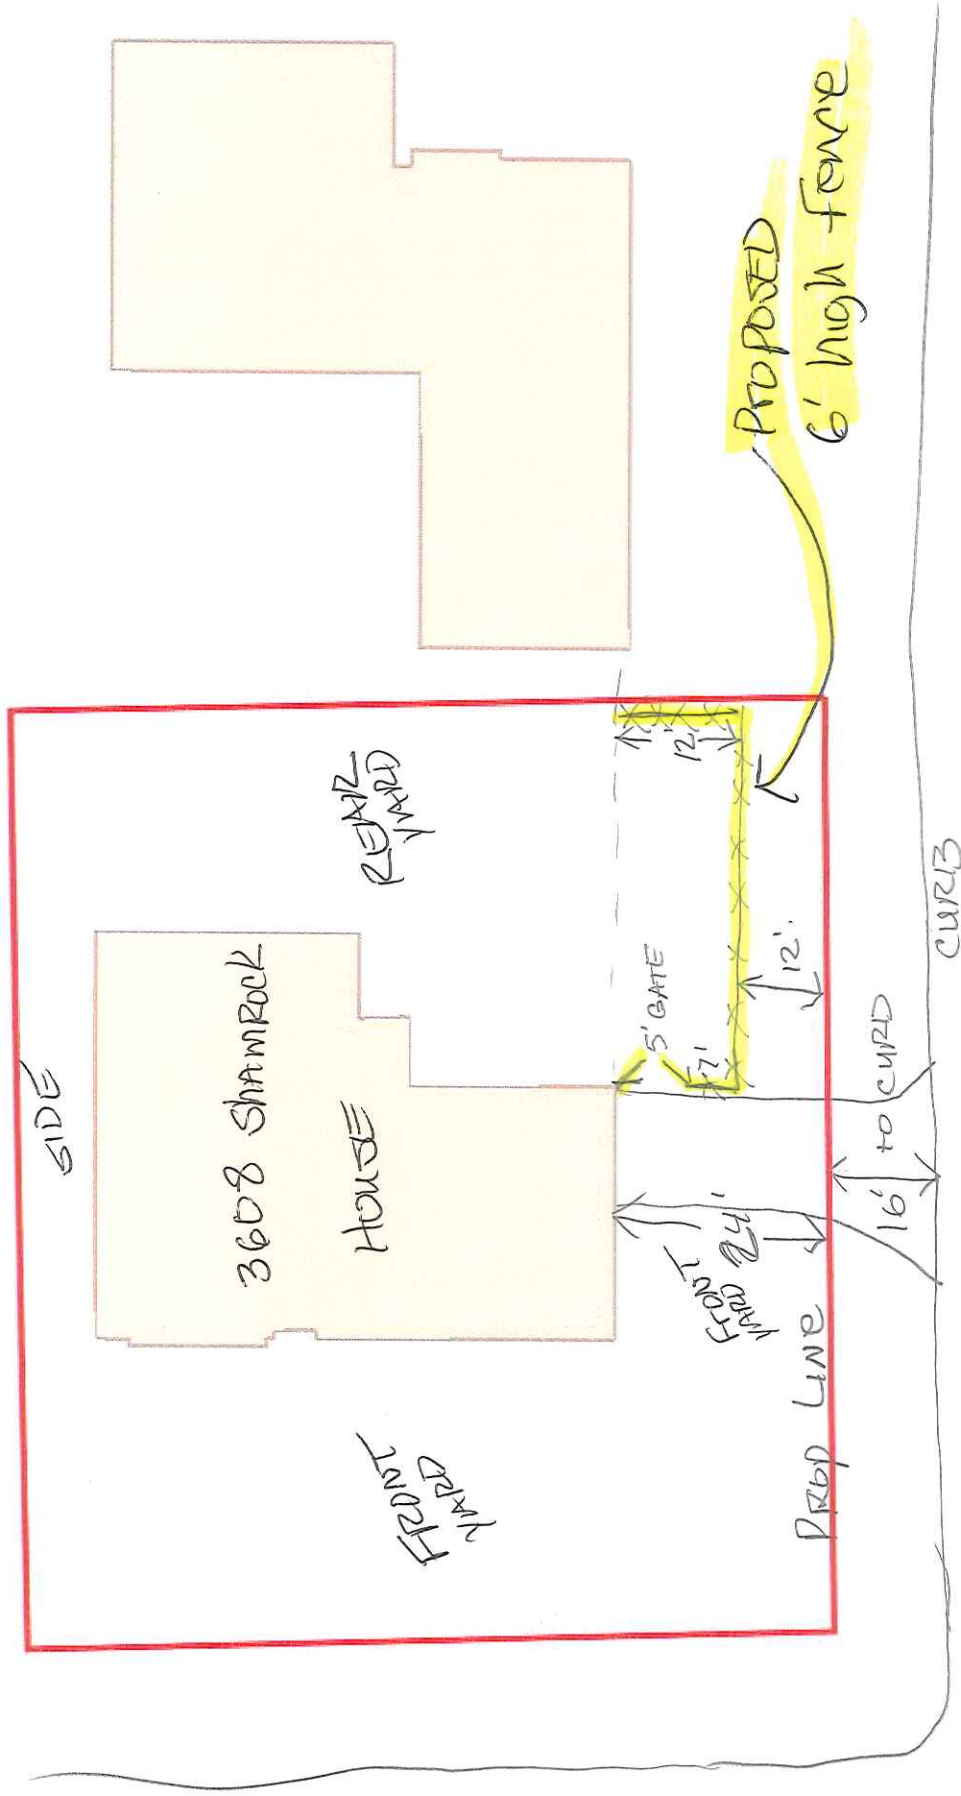 SIDE
3608 SHAMROCK
HOUSE
REAR
YARD
FRONT
YARD
FRONT
YARD 24'
5' GATE
7'
12'
12'
PROPOSED
6' high fence
PROP LINE
16' to CURB
CURB